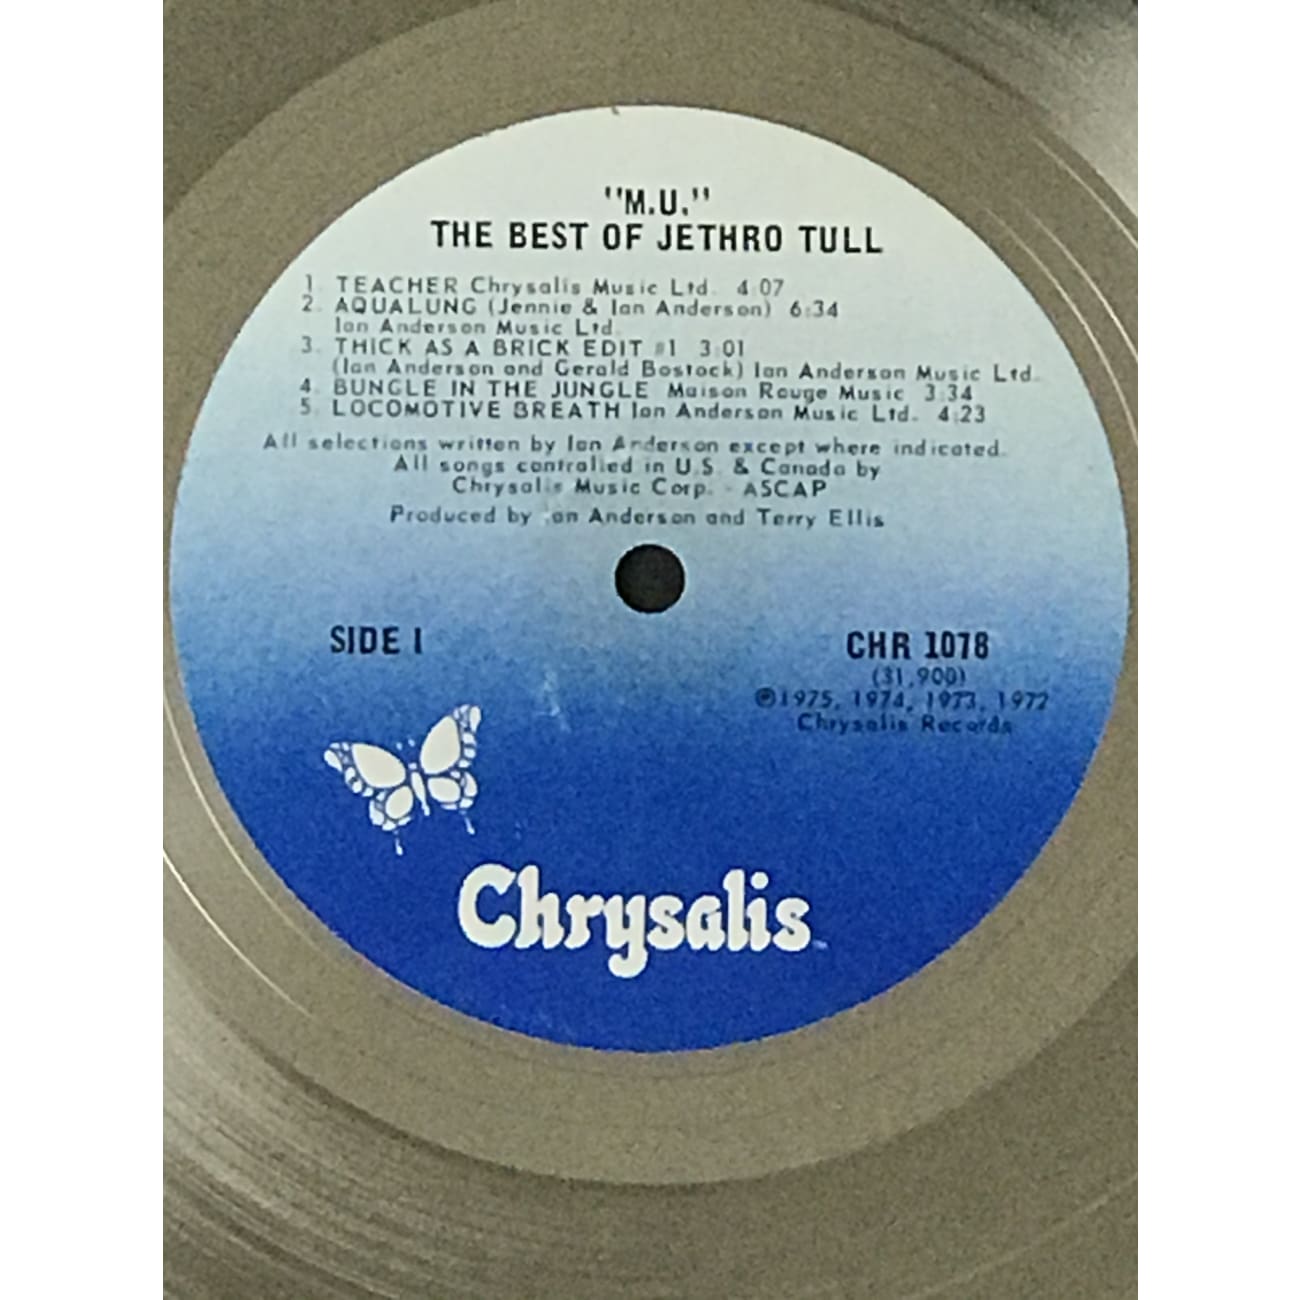 "M.U."
THE BEST OF JETHRO TULL
1. TEACHER Chrysalis Music Ltd. 4:07
2. AQUALUNG (Jennie & Ian Anderson) 6:34
Ian Anderson Music Ltd.
3. THICK AS A BRICK EDIT #1 3:01
(Ian Anderson and Gerald Bostock) Ian Anderson Music Ltd.
4. BUNGLE IN THE JUNGLE Maison Rouge Music 3:34
5. LOCOMOTIVE BREATH Ian Anderson Music Ltd. 4:23
All selections written by Ian Anderson except where indicated.
All songs controlled in U.S. & Canada by
Chrysalis Music Corp. - ASCAP
Produced by Ian Anderson and Terry Ellis
SIDE I
CHR 1078
(31,900)
℗1975, 1974, 1973, 1972
Chrysalis Records
Chrysalis